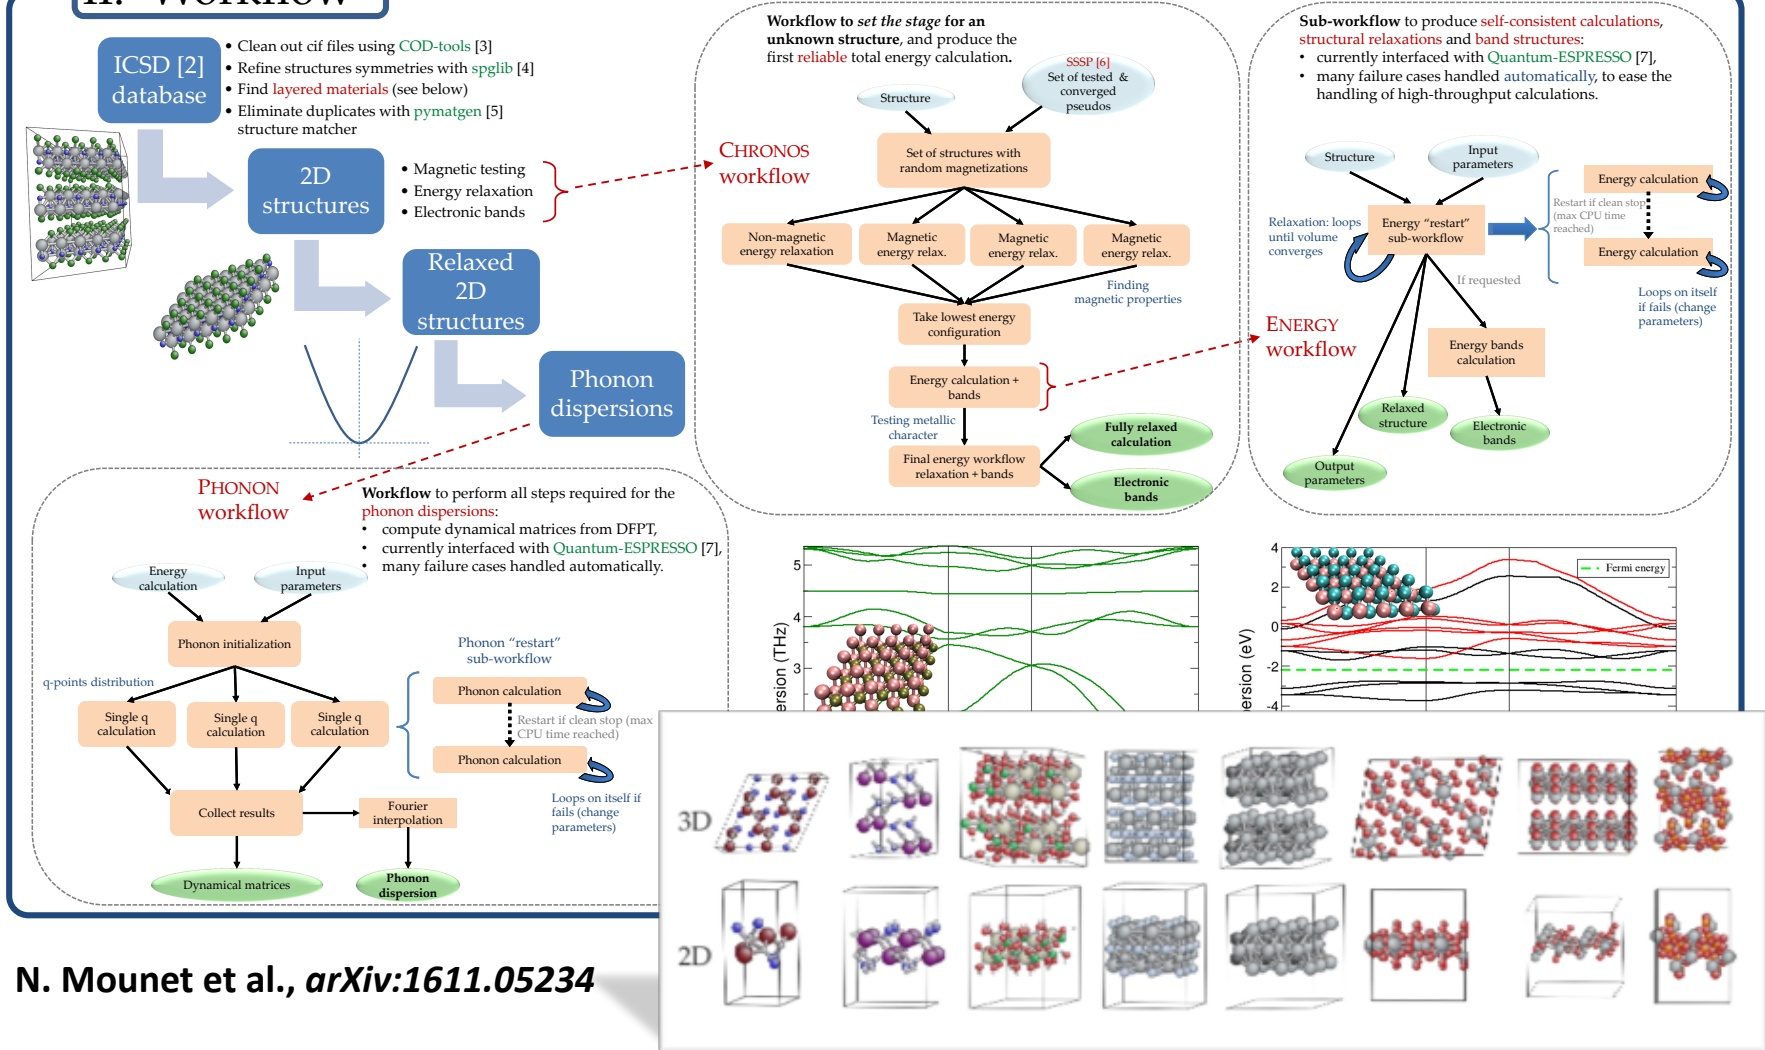 II. Workflow
ICSD [2]
database
• Clean out cif files using COD-tools [3]
• Refine structures symmetries with spglib [4]
• Find layered materials (see below)
• Eliminate duplicates with pymatgen [5]
structure matcher
2D
structures
• Magnetic testing
• Energy relaxation
• Electronic bands
Relaxed
2D
structures
Phonon
dispersions
CHRONOS
workflow
Workflow to set the stage for an
unknown structure, and produce the
first reliable total energy calculation.
Structure
SSSP [6]
Set of tested &
converged
pseudos
Set of structures with
random magnetizations
Non-magnetic
energy relaxation
Magnetic
energy relax.
Magnetic
energy relax.
Magnetic
energy relax.
Finding
magnetic properties
Take lowest energy
configuration
Energy calculation +
bands
Testing metallic
character
Final energy workflow
relaxation + bands
Fully relaxed
calculation
Electronic
bands
ENERGY
workflow
Sub-workflow to produce self-consistent calculations,
structural relaxations and band structures:
• currently interfaced with Quantum-ESPRESSO [7],
• many failure cases handled automatically, to ease the
handling of high-throughput calculations.
Structure
Input
parameters
Relaxation: loops
until volume
converges
Energy “restart”
sub-workflow
Energy calculation
Restart if clean stop
(max CPU time
reached)
Energy calculation
Loops on itself
if fails (change
parameters)
If requested
Energy bands
calculation
Relaxed
structure
Electronic
bands
Output
parameters
PHONON
workflow
Workflow to perform all steps required for the
phonon dispersions:
• compute dynamical matrices from DFPT,
• currently interfaced with Quantum-ESPRESSO [7],
• many failure cases handled automatically.
Energy
calculation
Input
parameters
Phonon initialization
q-points distribution
Single q
calculation
Single q
calculation
Single q
calculation
Phonon “restart”
sub-workflow
Phonon calculation
Restart if clean stop (max
CPU time reached)
Phonon calculation
Loops on itself if
fails (change
parameters)
Collect results
Fourier
interpolation
Dynamical matrices
Phonon
dispersion
5
4
3
ersion (THz)
4
2
0
-2
-4
ersion (eV)
Fermi energy
3D
2D
N. Mounet et al., arXiv:1611.05234